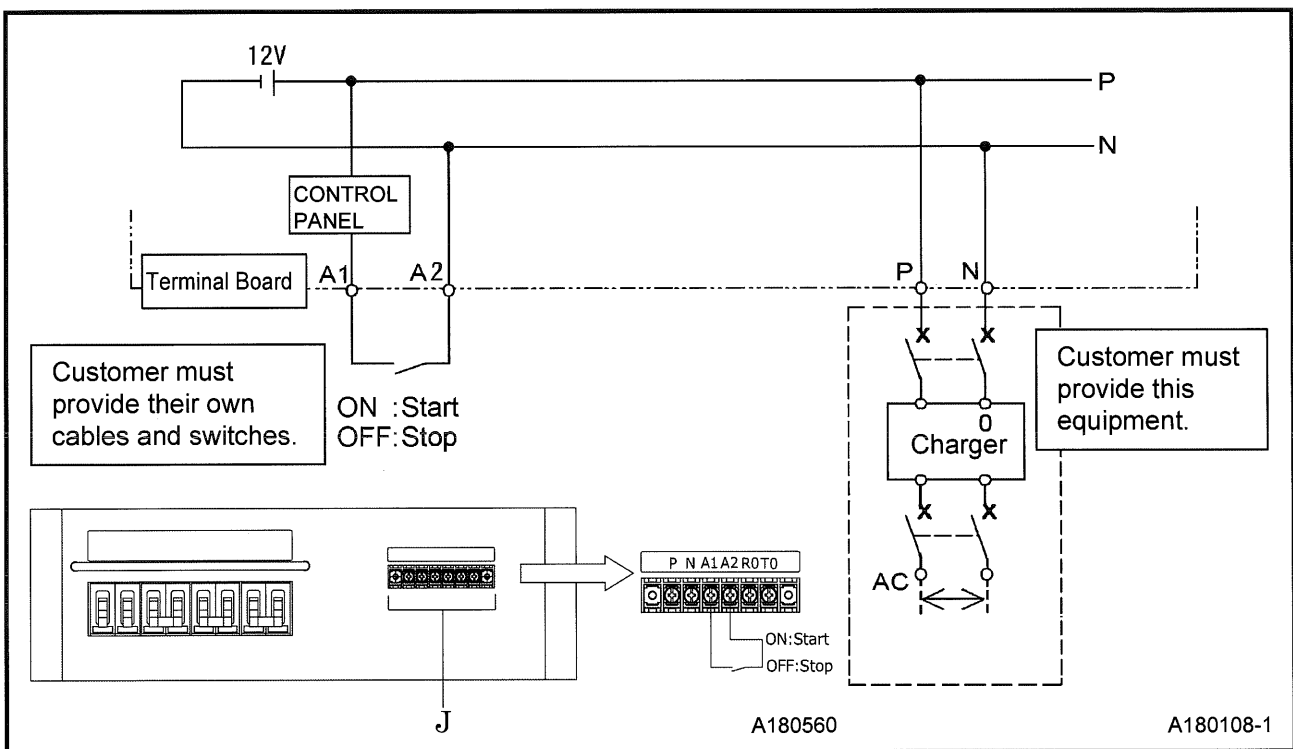 12V
P
N
CONTROL
PANEL
Terminal Board
A1
A2
P
N
Customer must
provide their own
cables and switches.
ON :Start
OFF:Stop
Customer must
provide this
equipment.
0
Charger
AC
P N A1 A2 R0 T0
ON:Start
OFF:Stop
J
A180560
A180108-1